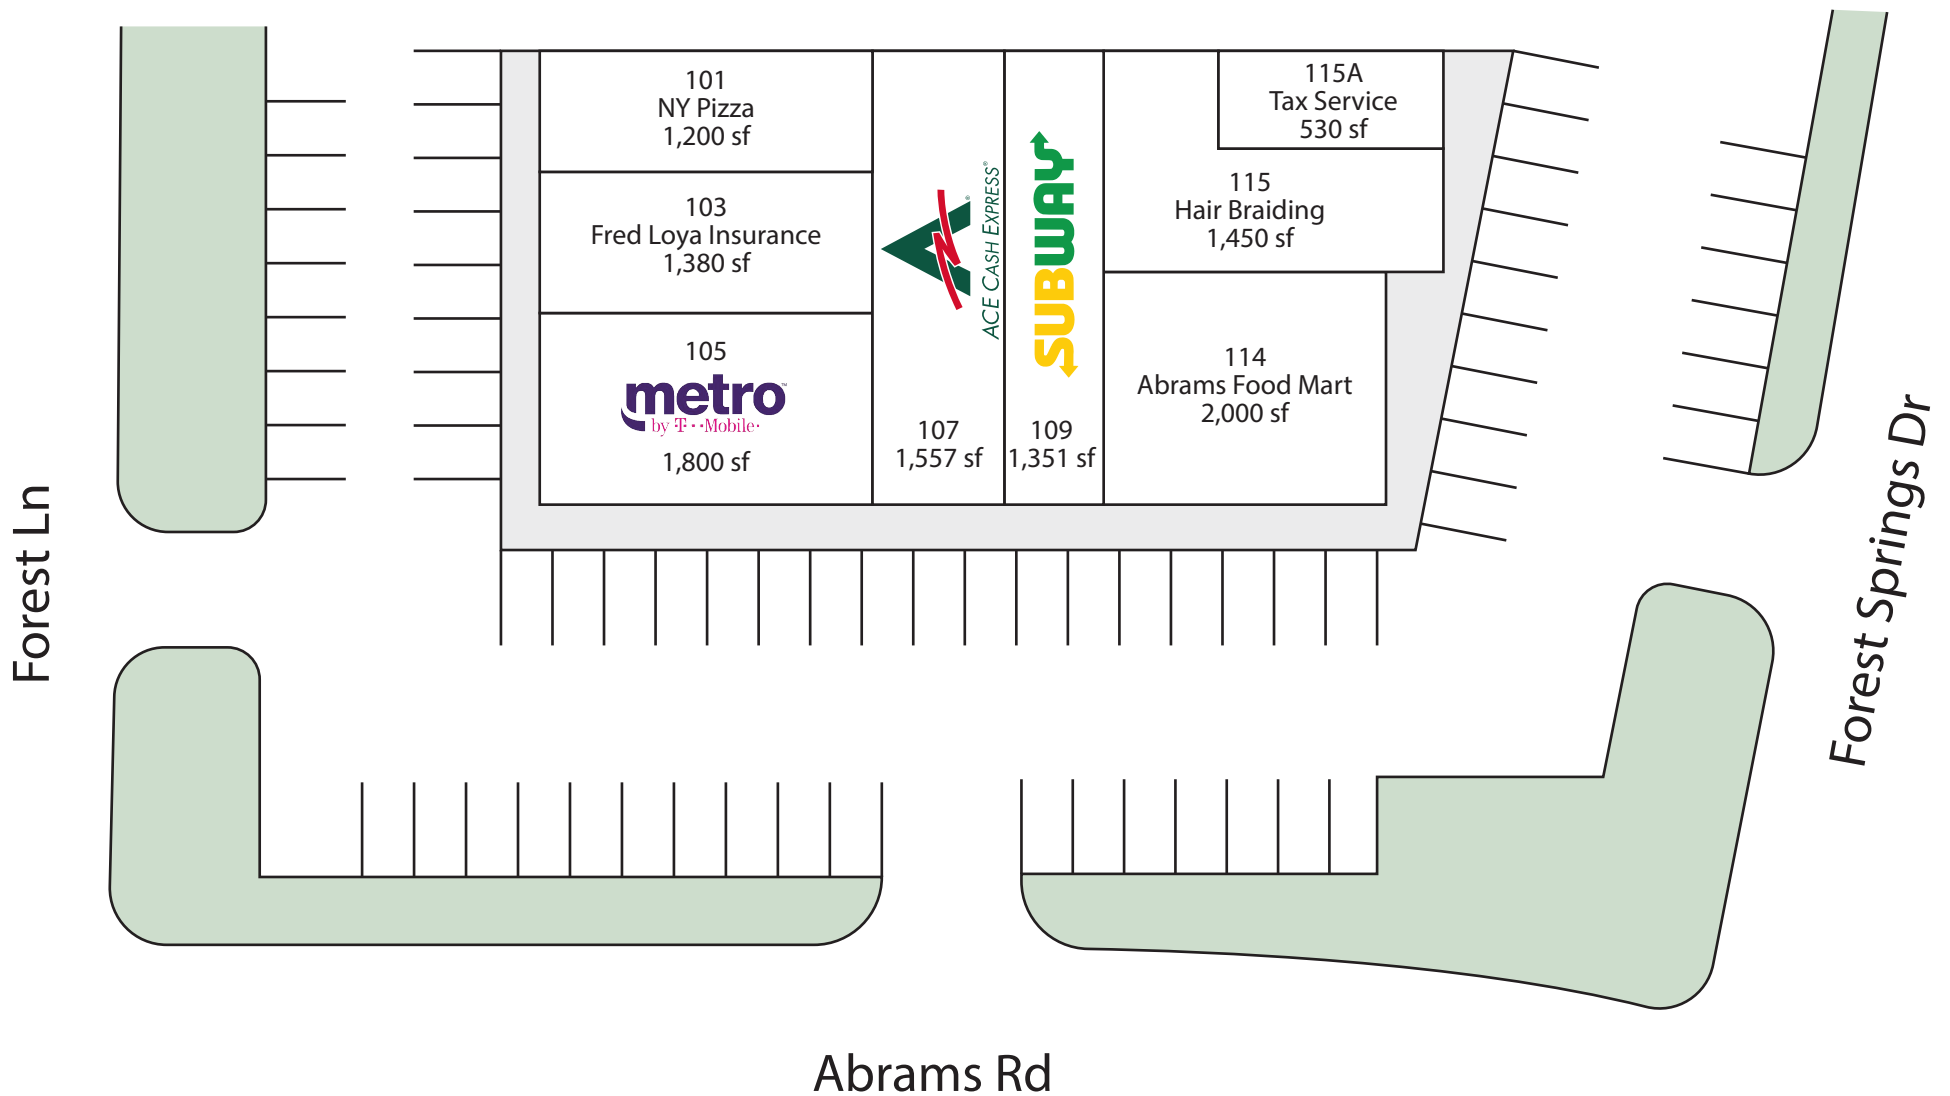 101
NY Pizza
1,200 sf
103
Fred Loya Insurance
1,380 sf
105
metro™
by T··Mobile·
1,800 sf
ACE CASH EXPRESS®
107
1,557 sf
SUBWAY
109
1,351 sf
115A
Tax Service
530 sf
115
Hair Braiding
1,450 sf
114
Abrams Food Mart
2,000 sf
Forest Ln
Forest Springs Dr
Abrams Rd